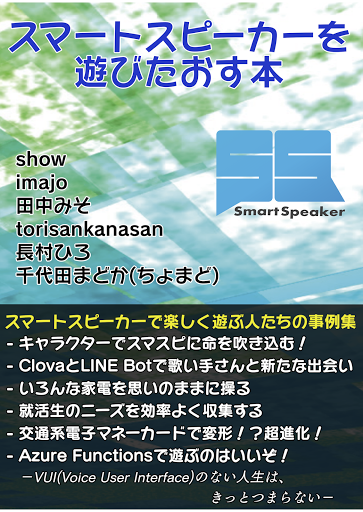 スマートスピーカーを
遊びたおす本
show
imajo
田中みそ
torisankanasan
長村ひろ
千代田まどか(ちょまど)
SS
SmartSpeaker
スマートスピーカーで楽しく遊ぶ人たちの事例集
- キャラクターでスマスピに命を吹き込む！
- ClovaとLINE Botで歌い手さんと新たな出会い
- いろんな家電を思いのままに操る
- 就活生のニーズを効率よく収集する
- 交通系電子マネーカードで変形！？超進化！
- Azure Functionsで遊ぶのはいいぞ！
－VUI(Voice User Interface)のない人生は、
きっとつまらない－